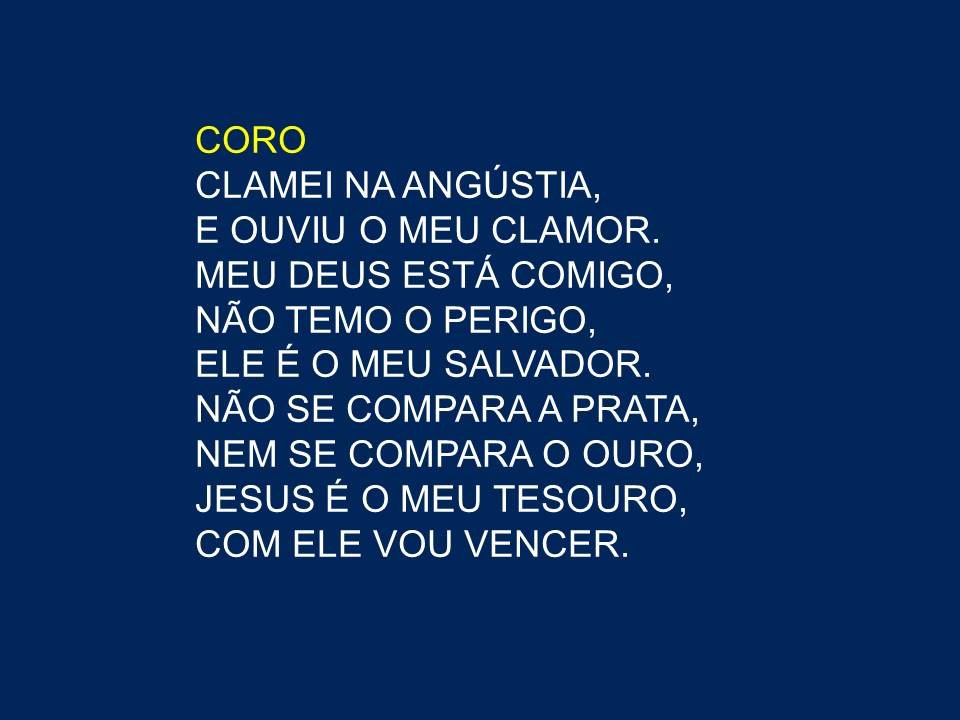 CORO
CLAMEI NA ANGÚSTIA,
E OUVIU O MEU CLAMOR.
MEU DEUS ESTÁ COMIGO,
NÃO TEMO O PERIGO,
ELE É O MEU SALVADOR.
NÃO SE COMPARA A PRATA,
NEM SE COMPARA O OURO,
JESUS É O MEU TESOURO,
COM ELE VOU VENCER.